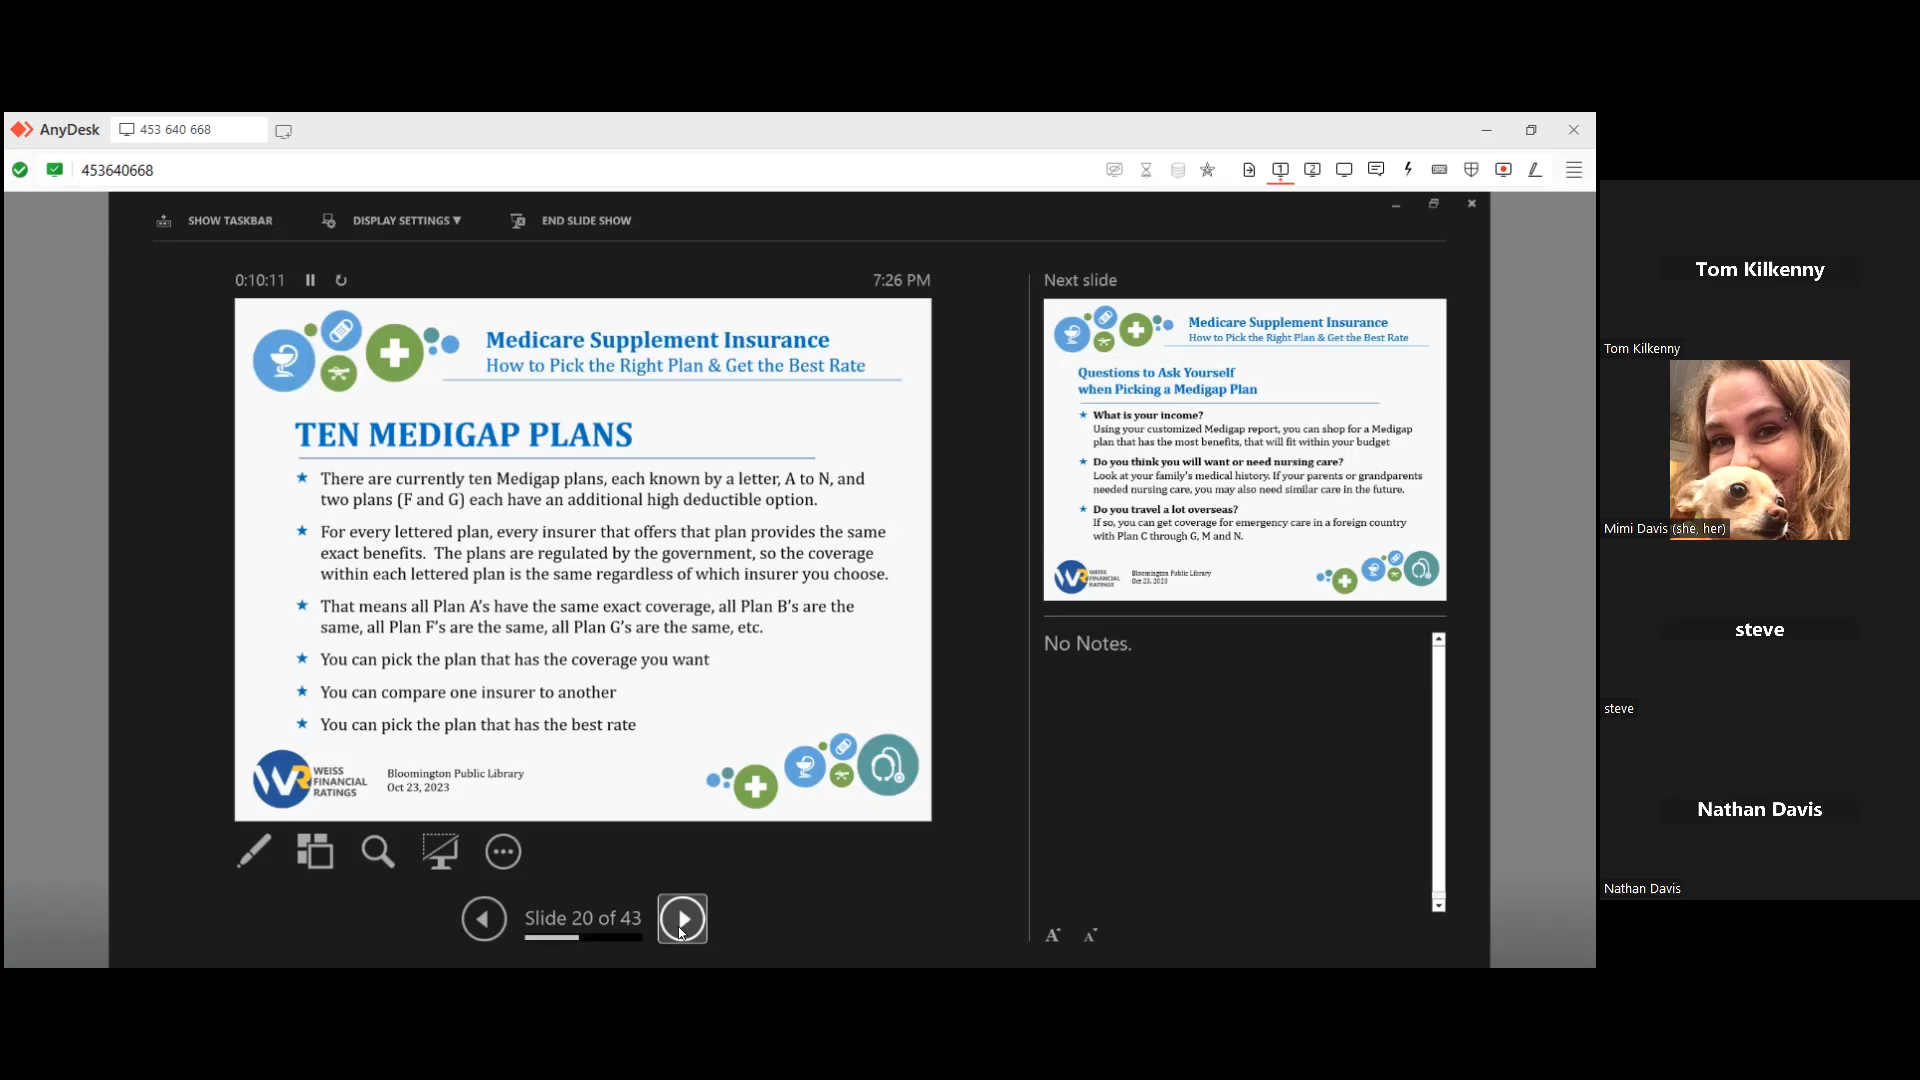 AnyDesk
453 640 668
453640668
1
2
SHOW TASKBAR
DISPLAY SETTINGS ▼
END SLIDE SHOW
0:10:11
7:26 PM
Medicare Supplement Insurance
How to Pick the Right Plan & Get the Best Rate
TEN MEDIGAP PLANS
★ There are currently ten Medigap plans, each known by a letter, A to N, and
two plans (F and G) each have an additional high deductible option.
★ For every lettered plan, every insurer that offers that plan provides the same
exact benefits. The plans are regulated by the government, so the coverage
within each lettered plan is the same regardless of which insurer you choose.
★ That means all Plan A's have the same exact coverage, all Plan B's are the
same, all Plan F's are the same, all Plan G's are the same, etc.
★ You can pick the plan that has the coverage you want
★ You can compare one insurer to another
★ You can pick the plan that has the best rate
WR
WEISS
FINANCIAL
RATINGS
Bloomington Public Library
Oct 23, 2023
Slide 20 of 43
Next slide
Medicare Supplement Insurance
How to Pick the Right Plan & Get the Best Rate
Questions to Ask Yourself
when Picking a Medigap Plan
★ What is your income?
Using your customized Medigap report, you can shop for a Medigap
plan that has the most benefits, that will fit within your budget
★ Do you think you will want or need nursing care?
Look at your family's medical history. If your parents or grandparents
needed nursing care, you may also need similar care in the future.
★ Do you travel a lot overseas?
If so, you can get coverage for emergency care in a foreign country
with Plan C through G, M and N.
WR
WEISS
FINANCIAL
RATINGS
Bloomington Public Library
Oct 23, 2023
No Notes.
A A
Tom Kilkenny
Tom Kilkenny
Mimi Davis (she, her)
steve
steve
Nathan Davis
Nathan Davis